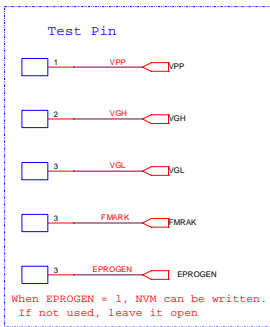 Test Pin
1 VPP VPP
2 VGH VGH
3 VGL VGL
3 FMARK FMRAK
3 EPROGEN EPROGEN
When EPROGEN = 1, NVM can be written.
If not used, leave it open